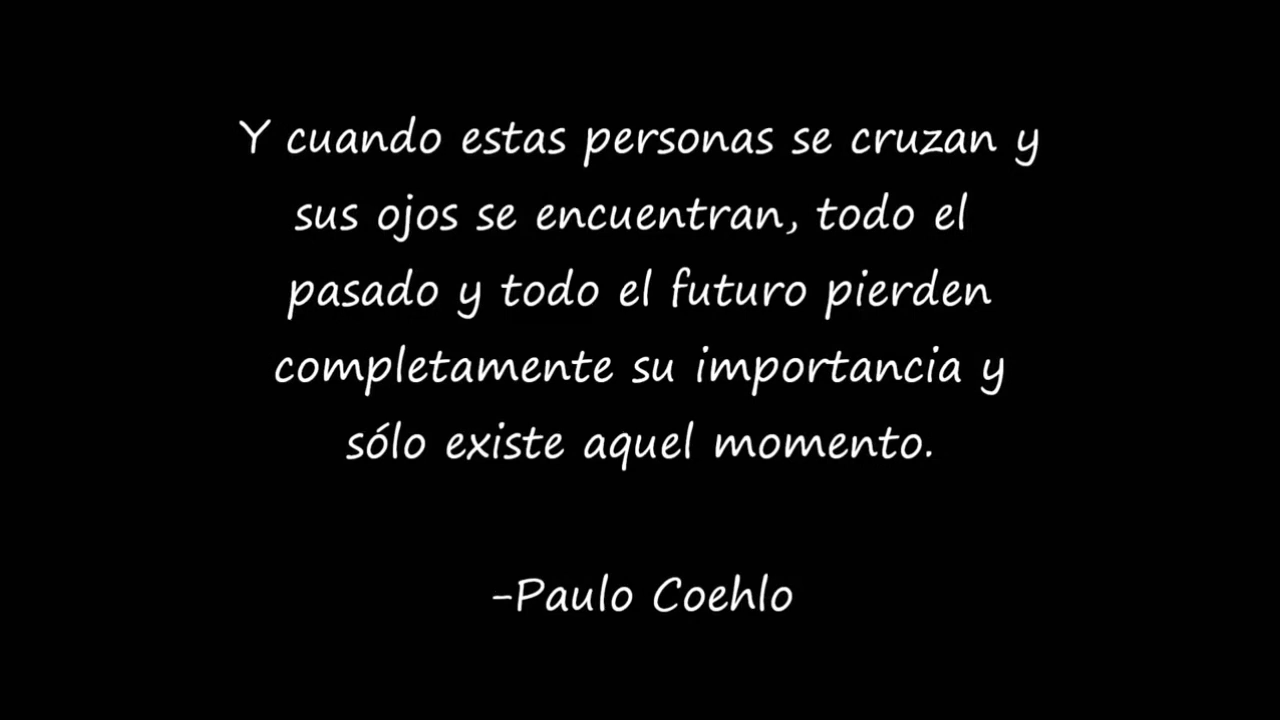 Y cuando estas personas se cruzan y
sus ojos se encuentran, todo el
pasado y todo el futuro pierden
completamente su importancia y
sólo existe aquel momento.
-Paulo Coehlo